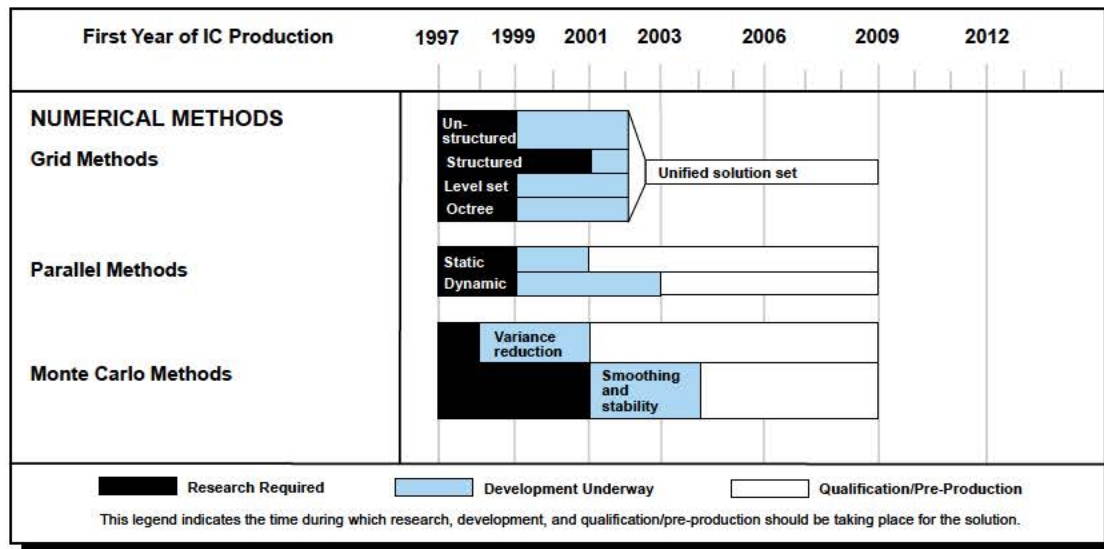 First Year of IC Production 1997 1999 2001 2003 2006 2009 2012
NUMERICAL METHODS
Grid Methods
Un-
structured
Structured
Level set
Octree
Unified solution set
Parallel Methods
Static
Dynamic
Monte Carlo Methods
Variance
reduction
Smoothing
and
stability
Research Required
Development Underway
Qualification/Pre-Production
This legend indicates the time during which research, development, and qualification/pre-production should be taking place for the solution.